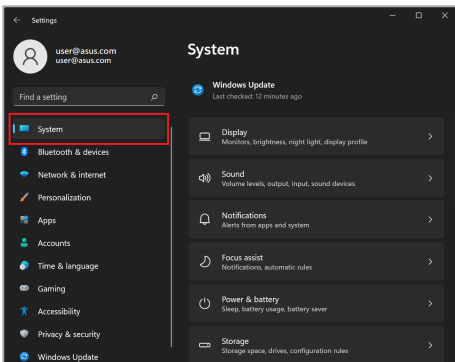 Settings
user@asus.com
user@asus.com
Find a setting
System
Bluetooth & devices
Network & internet
Personalization
Apps
Accounts
Time & language
Gaming
Accessibility
Privacy & security
Windows Update
System
Windows Update
Last checked: 12 minutes ago
Display
Monitors, brightness, night light, display profile
Sound
Volume levels, output, input, sound devices
Notifications
Alerts from apps and system
Focus assist
Notifications, automatic rules
Power & battery
Sleep, battery usage, battery saver
Storage
Storage space, drives, configuration rules